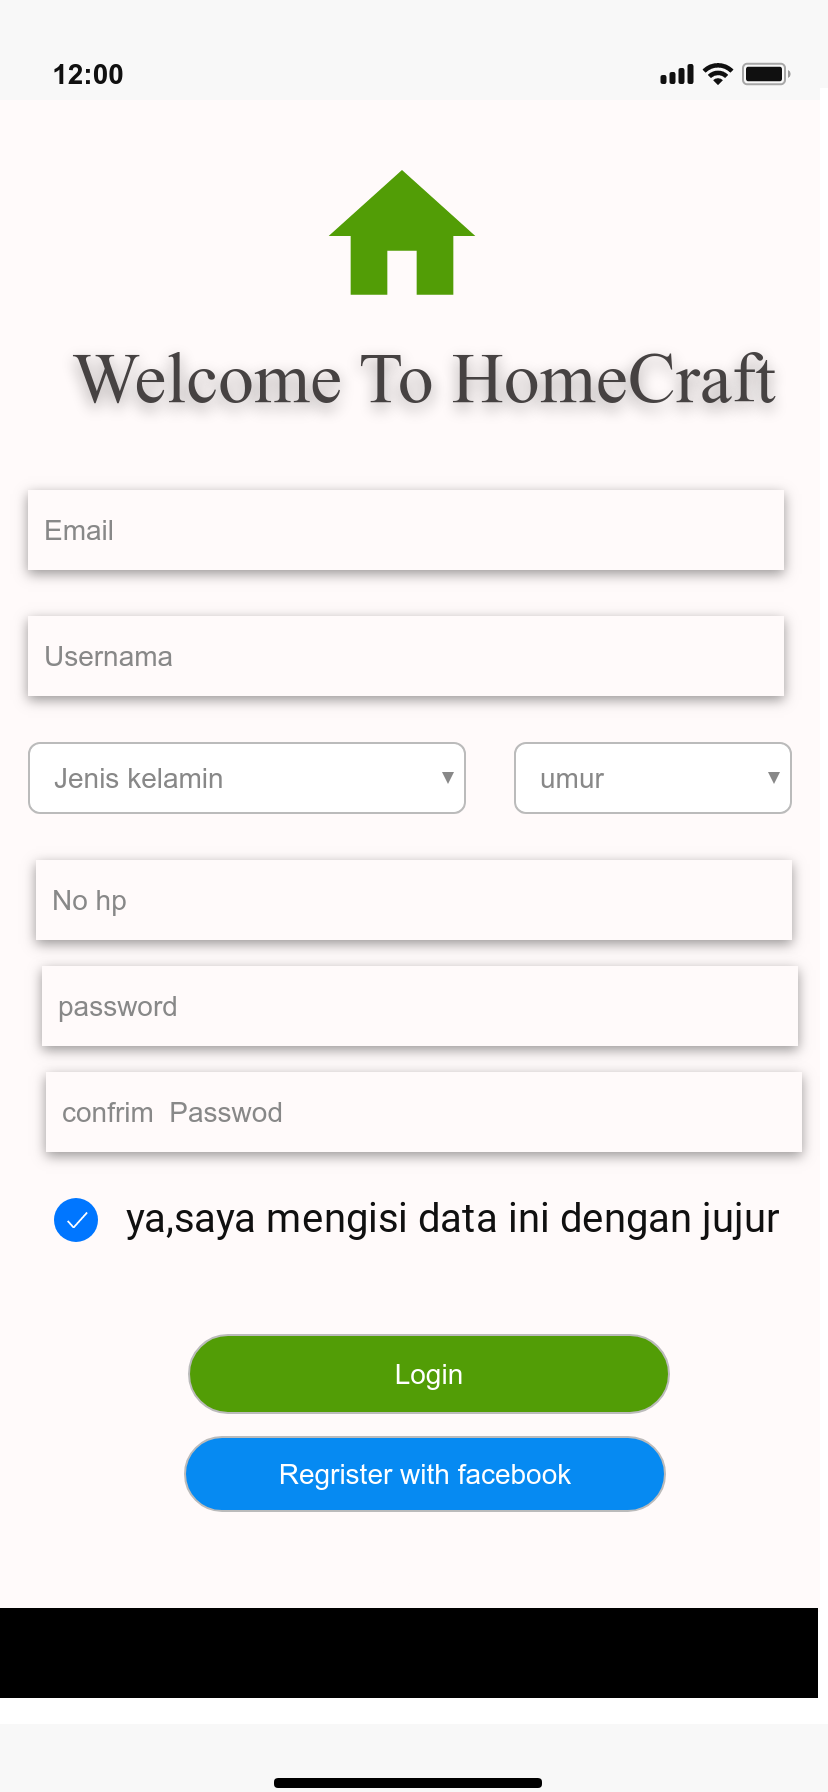 12:00
Welcome To HomeCraft
Email
Usernama
Jenis kelamin
umur
No hp
password
confrim  Passwod
ya,saya mengisi data ini dengan jujur
Login
Regrister with facebook